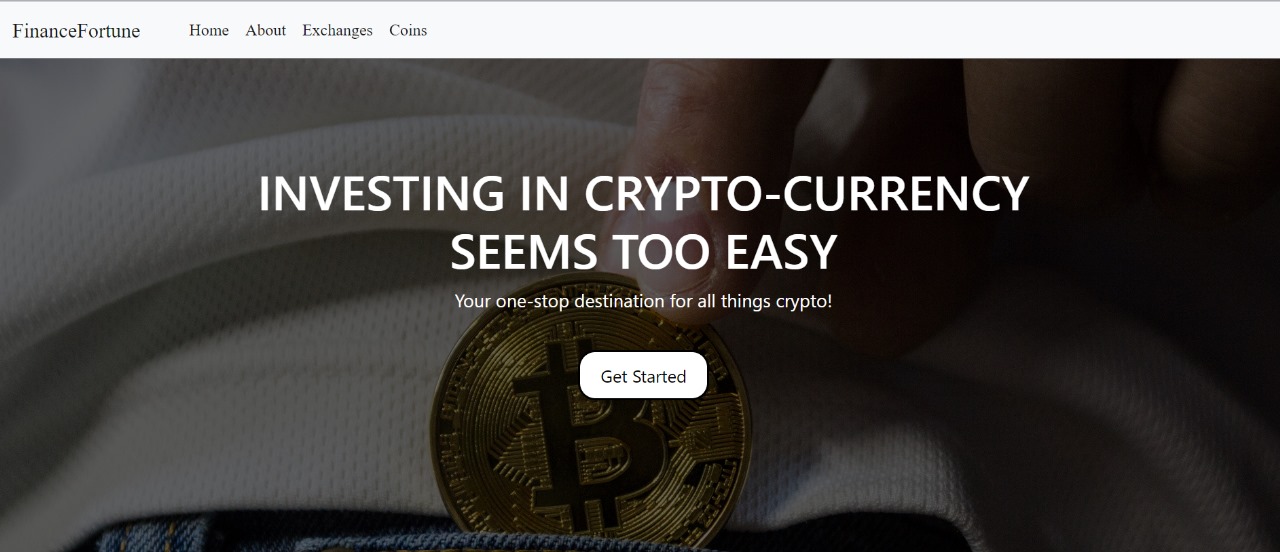 FinanceFortune Home About Exchanges Coins
INVESTING IN CRYPTO-CURRENCY
SEEMS TOO EASY
Your one-stop destination for all things crypto!
Get Started
B